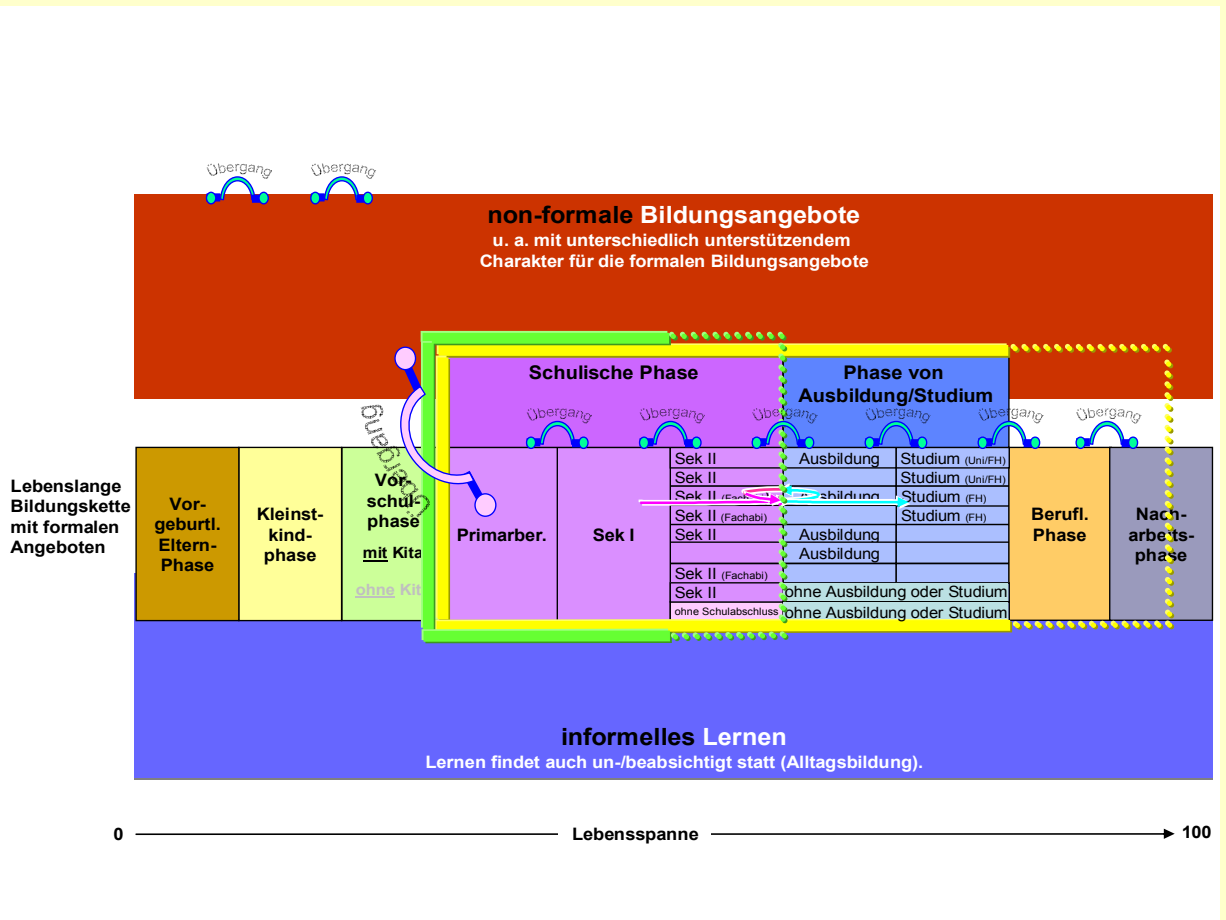 Übergang
Übergang
non-formale Bildungsangebote
u. a. mit unterschiedlich unterstützendem
Charakter für die formalen Bildungsangebote
Schulische Phase
Phase von
Ausbildung/Studium
Übergang
Übergang
Übergang
Übergang
Übergang
Übergang
Übergang
Lebenslange
Bildungskette
mit formalen
Angeboten
Vor-
geburtl.
Eltern-
Phase
Kleinst-
kind-
phase
Vor-
schul-
phase
mit Kita
ohne Kit
Primarber.
Sek I
Sek II
Ausbildung
Studium (Uni/FH)
Sek II
Studium (Uni/FH)
Sek II (Fachabi)
Ausbildung
Studium (FH)
Sek II (Fachabi)
Studium (FH)
Sek II
Ausbildung
Ausbildung
Sek II (Fachabi)
Sek II
ohne Ausbildung oder Studium
ohne Schulabschluss
ohne Ausbildung oder Studium
Berufl.
Phase
Nach-
arbeits-
phase
informelles Lernen
Lernen findet auch un-/beabsichtigt statt (Alltagsbildung).
0
Lebensspanne
100